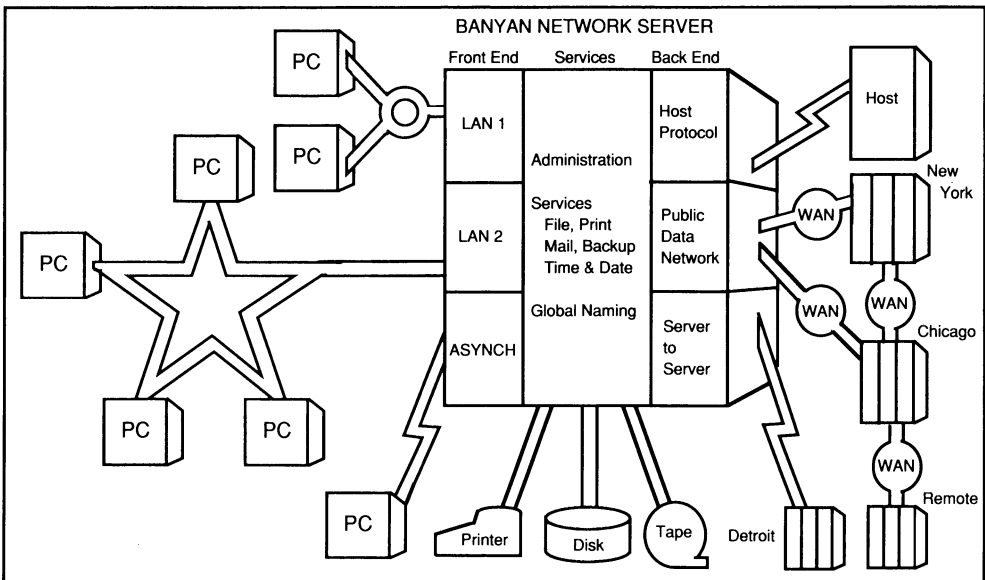 BANYAN NETWORK SERVER
Front End
Services
Back End
PC
PC
PC
PC
PC
PC
PC
LAN 1
LAN 2
ASYNCH
Administration
Services
File, Print
Mail, Backup
Time & Date
Global Naming
Host
Protocol
Public
Data
Network
Server
to
Server
Host
New
York
WAN
WAN
WAN
Chicago
WAN
Remote
Printer
Disk
Tape
Detroit